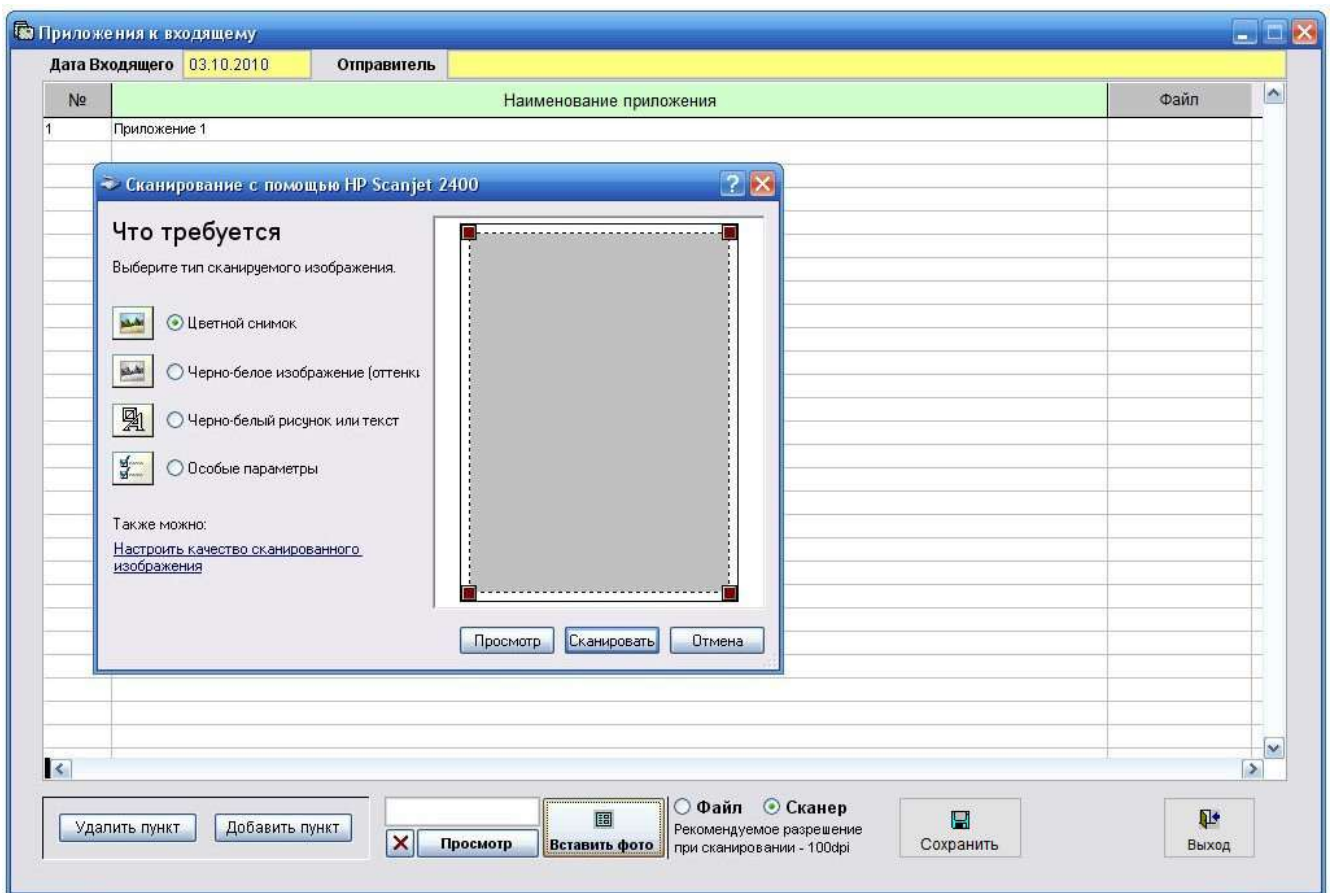 Приложения к входящему
Дата Входящего 03.10.2010 Отправитель
№ Наименование приложения Файл
1 Приложение 1
Сканирование с помощью HP Scanjet 2400
Что требуется
Выберите тип сканируемого изображения.
Цветной снимок
Черно-белое изображение (оттенки
Черно-белый рисунок или текст
Особые параметры
Также можно:
Настроить качество сканированного
изображения
Просмотр Сканировать Отмена
Удалить пункт Добавить пункт
Просмотр
Вставить фото
Файл Сканер
Рекомендуемое разрешение
при сканировании - 100dpi
Сохранить
Выход